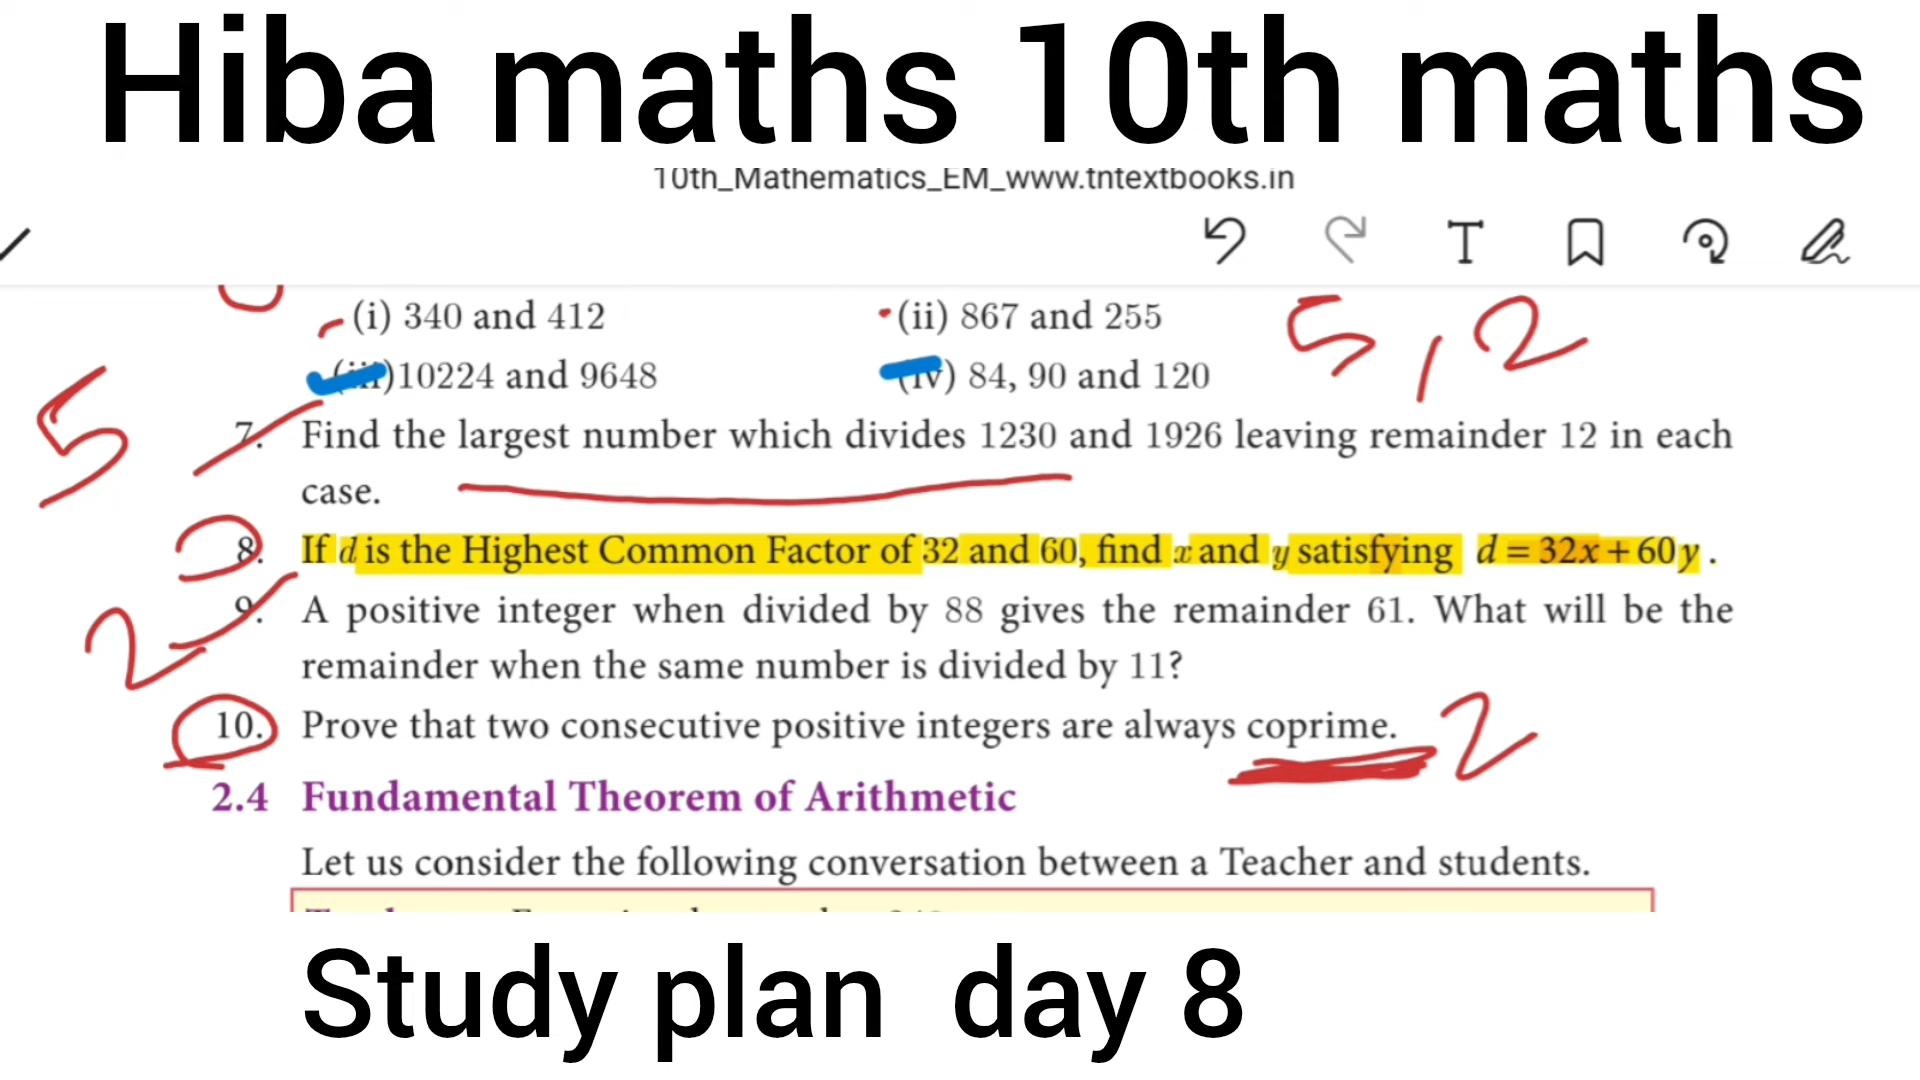 Hiba maths 10th maths
10th_Mathematics_EM_www.tntextbooks.in
T
(i) 340 and 412 (ii) 867 and 255 5, 2
(iii) 10224 and 9648 (iv) 84, 90 and 120
5
7. Find the largest number which divides 1230 and 1926 leaving remainder 12 in each
case.
8. If d is the Highest Common Factor of 32 and 60, find x and y satisfying d = 32x + 60y .
9. A positive integer when divided by 88 gives the remainder 61. What will be the
2 remainder when the same number is divided by 11?
10. Prove that two consecutive positive integers are always coprime. 2
2.4 Fundamental Theorem of Arithmetic
Let us consider the following conversation between a Teacher and students.
Study plan day 8